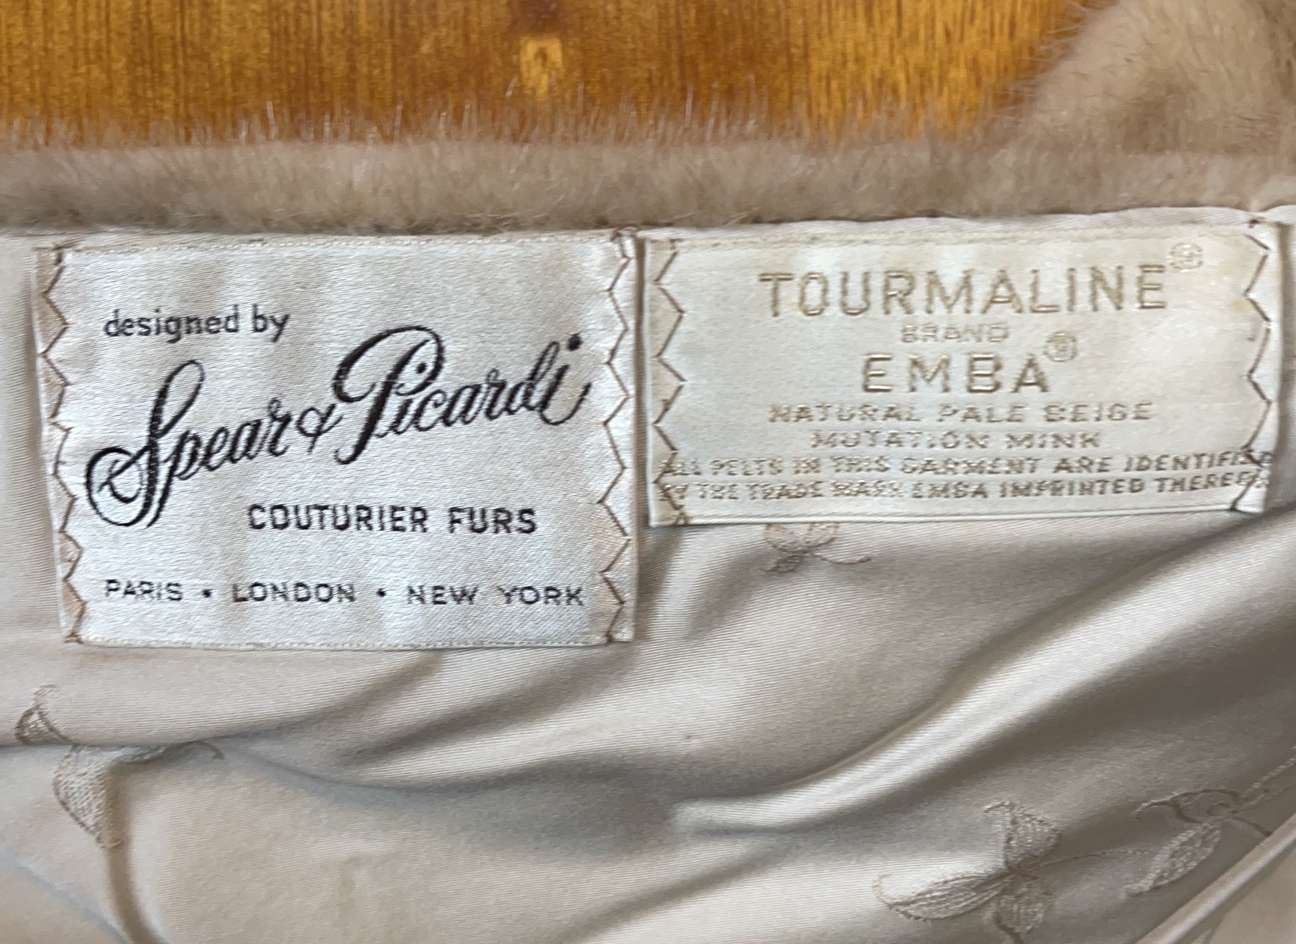 designed by
Spear & Picardi
COUTURIER FURS
PARIS • LONDON • NEW YORK
TOURMALINE®
BRAND
EMBA®
NATURAL PALE BEIGE
MUTATION MINK
ALL PELTS IN THIS GARMENT ARE IDENTIFIED
BY THE TRADE MARK EMBA IMPRINTED THEREON